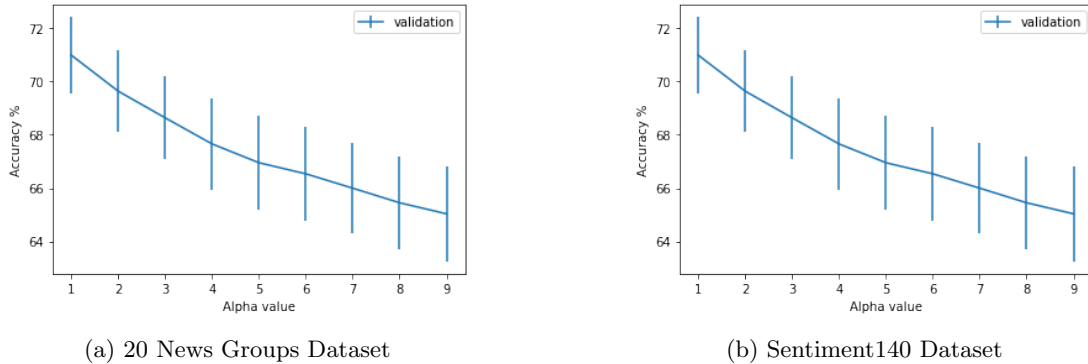 72
70
68
66
64
Accuracy %
validation
1 2 3 4 5 6 7 8 9
Alpha value
(a) 20 News Groups Dataset
72
70
68
66
64
Accuracy %
validation
1 2 3 4 5 6 7 8 9
Alpha value
(b) Sentiment140 Dataset